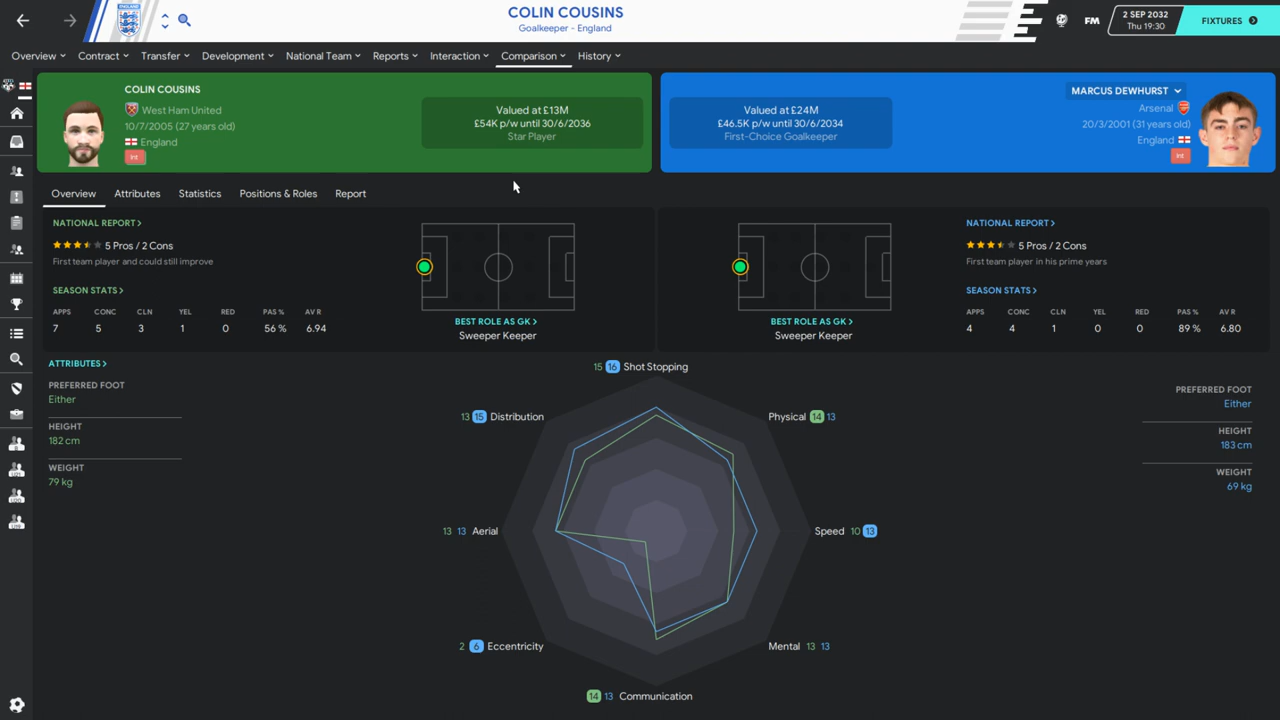 COLIN COUSINS
Goalkeeper - England
2 SEP 2032
Thu 19:30
FM
FIXTURES
ENGLAND
Overview
Contract
Transfer
Development
National Team
Reports
Interaction
Comparison
History
COLIN COUSINS
West Ham United
10/7/2005 (27 years old)
England
Int
Valued at £13M
£54K p/w until 30/6/2036
Star Player
Valued at £24M
£46.5K p/w until 30/6/2034
First-Choice Goalkeeper
MARCUS DEWHURST
Arsenal
20/3/2001 (31 years old)
England
Int
Overview
Attributes
Statistics
Positions & Roles
Report
NATIONAL REPORT >
5 Pros / 2 Cons
First team player and could still improve
SEASON STATS >
APPS CONC CLN YEL RED PAS % AV R
7 5 3 1 0 56 % 6.94
BEST ROLE AS GK >
Sweeper Keeper
BEST ROLE AS GK >
Sweeper Keeper
NATIONAL REPORT >
5 Pros / 2 Cons
First team player in his prime years
SEASON STATS >
APPS CONC CLN YEL RED PAS % AV R
4 4 1 0 0 89 % 6.80
ATTRIBUTES >
PREFERRED FOOT
Either
HEIGHT
182 cm
WEIGHT
79 kg
15 16 Shot Stopping
13 15 Distribution
Physical 14 13
13 13 Aerial
Speed 10 13
2 6 Eccentricity
Mental 13 13
14 13 Communication
PREFERRED FOOT
Either
HEIGHT
183 cm
WEIGHT
69 kg